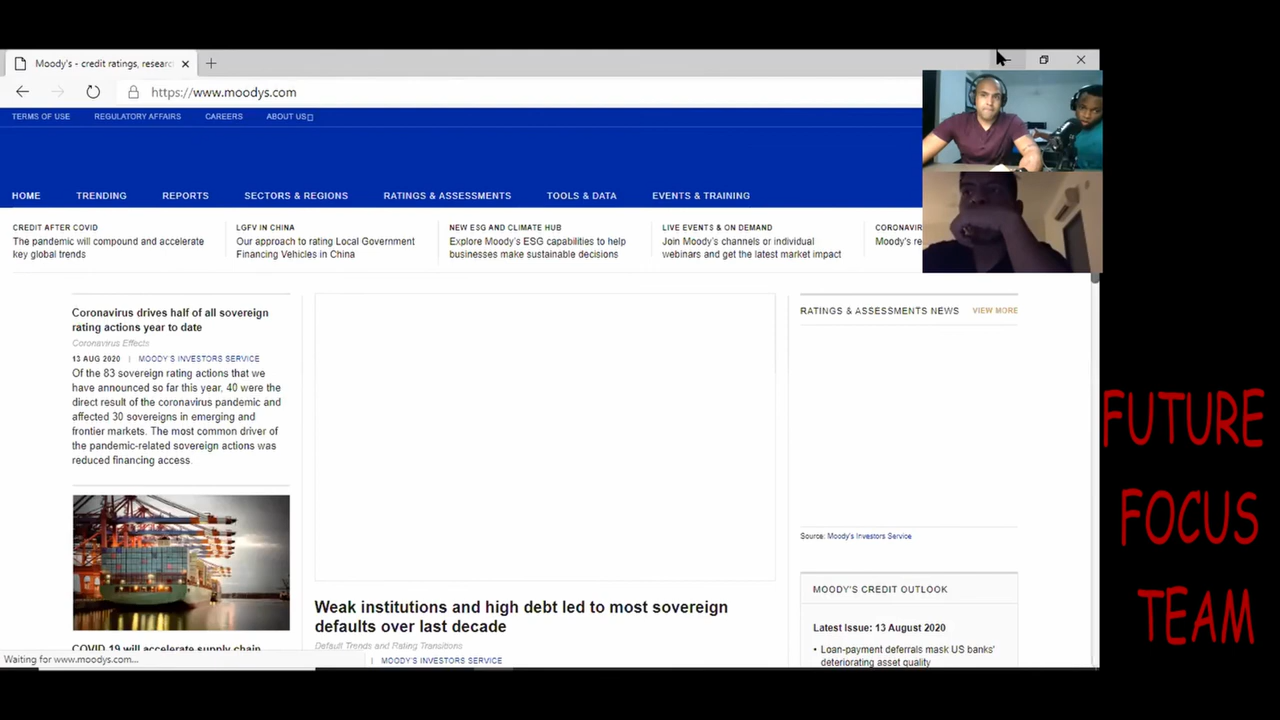 Moody's - credit ratings, researc
https://www.moodys.com
TERMS OF USE REGULATORY AFFAIRS CAREERS ABOUT US
HOME TRENDING REPORTS SECTORS & REGIONS RATINGS & ASSESSMENTS TOOLS & DATA EVENTS & TRAINING
CREDIT AFTER COVID
The pandemic will compound and accelerate
key global trends
LGFV IN CHINA
Our approach to rating Local Government
Financing Vehicles in China
NEW ESG AND CLIMATE HUB
Explore Moody's ESG capabilities to help
businesses make sustainable decisions
LIVE EVENTS & ON DEMAND
Join Moody's channels or individual
webinars and get the latest market impact
CORONAVIR
Moody's re
Coronavirus drives half of all sovereign
rating actions year to date
Coronavirus Effects
13 AUG 2020 | MOODY'S INVESTORS SERVICE
Of the 83 sovereign rating actions that we
have announced so far this year, 40 were the
direct result of the coronavirus pandemic and
affected 30 sovereigns in emerging and
frontier markets. The most common driver of
the pandemic-related sovereign actions was
reduced financing access.
COVID-19 will accelerate supply chain
Waiting for www.moodys.com...
Weak institutions and high debt led to most sovereign
defaults over last decade
Default Trends and Rating Transitions
| MOODY'S INVESTORS SERVICE
RATINGS & ASSESSMENTS NEWS VIEW MORE
Source: Moody's Investors Service
MOODY'S CREDIT OUTLOOK
Latest Issue: 13 August 2020
• Loan-payment deferrals mask US banks'
deteriorating asset quality
FUTURE
FOCUS
TEAM